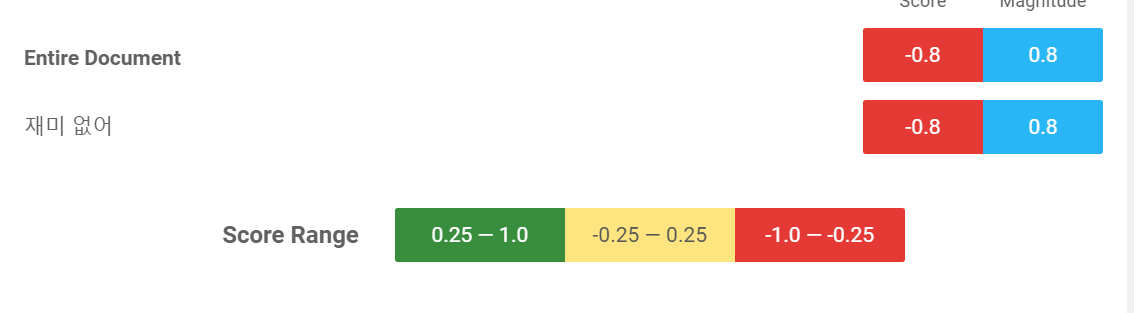 Score Magnitude
Entire Document -0.8 0.8
재미 없어 -0.8 0.8
Score Range 0.25 — 1.0 -0.25 — 0.25 -1.0 — -0.25